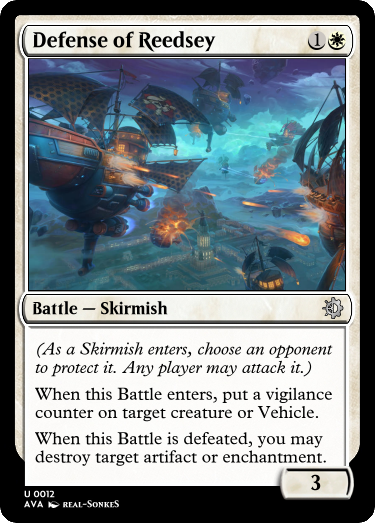 Defense of Reedsey
1
Battle — Skirmish
(As a Skirmish enters, choose an opponent
to protect it. Any player may attack it.)
When this Battle enters, put a vigilance
counter on target creature or Vehicle.
When this Battle is defeated, you may
destroy target artifact or enchantment.
3
U 0012
AVA REAL-SONKES